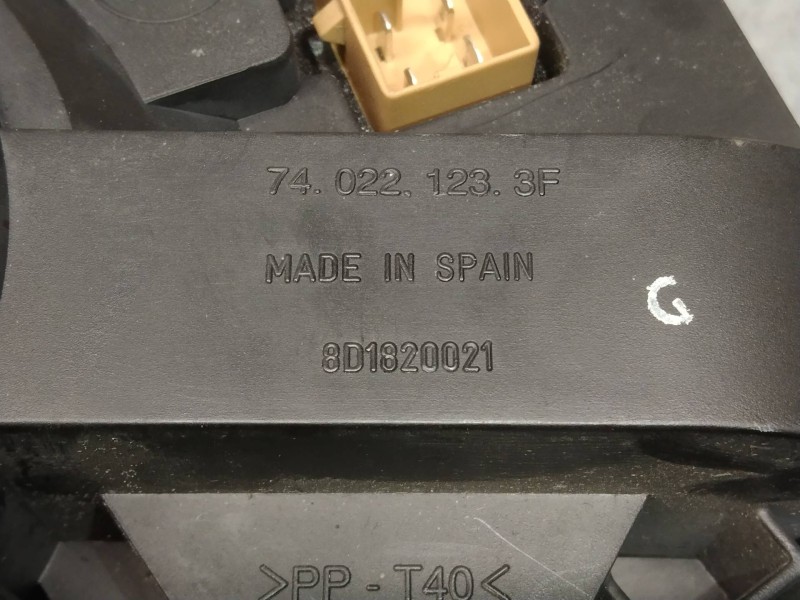 74. 022. 123. 3F
MADE IN SPAIN
G
8D1820021
>PP - T40<